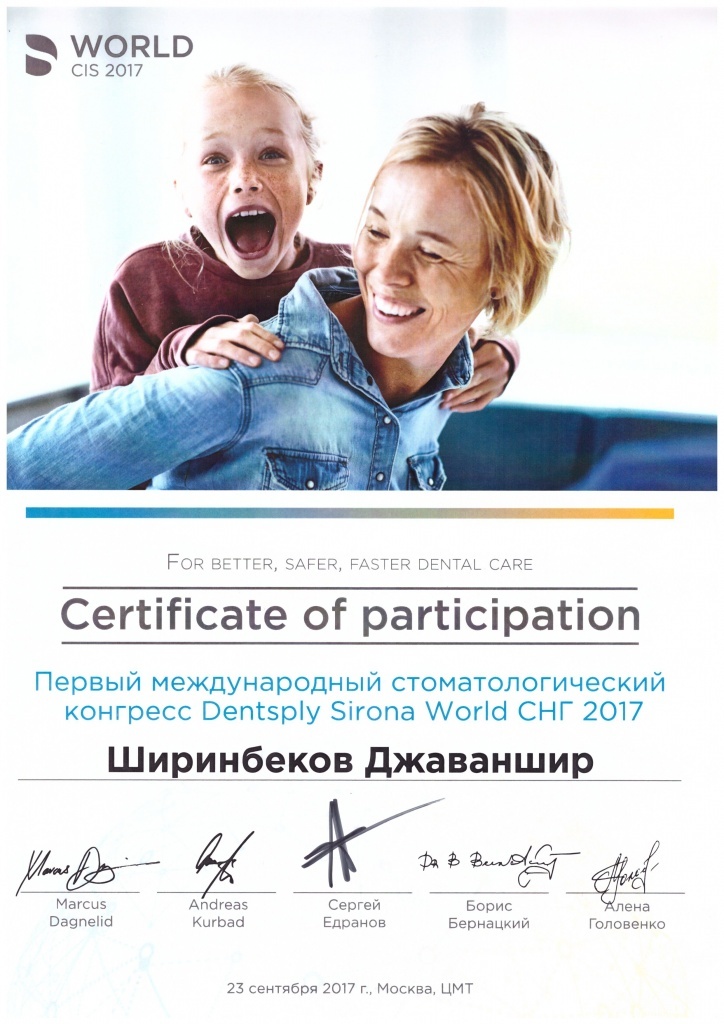 WORLD
CIS 2017
FOR BETTER, SAFER, FASTER DENTAL CARE
Certificate of participation
Первый международный стоматологический
конгресс Dentsply Sirona World СНГ 2017
Ширинбеков Джаваншир
Marcus
Dagnelid
Andreas
Kurbad
Сергей
Едранов
Борис
Бернацкий
Алена
Головенко
23 сентября 2017 г., Москва, ЦМТ